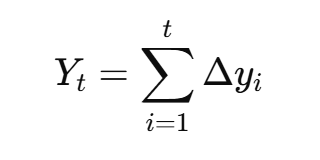 $Y_t = \sum_{i=1}^{t} \Delta y_i$